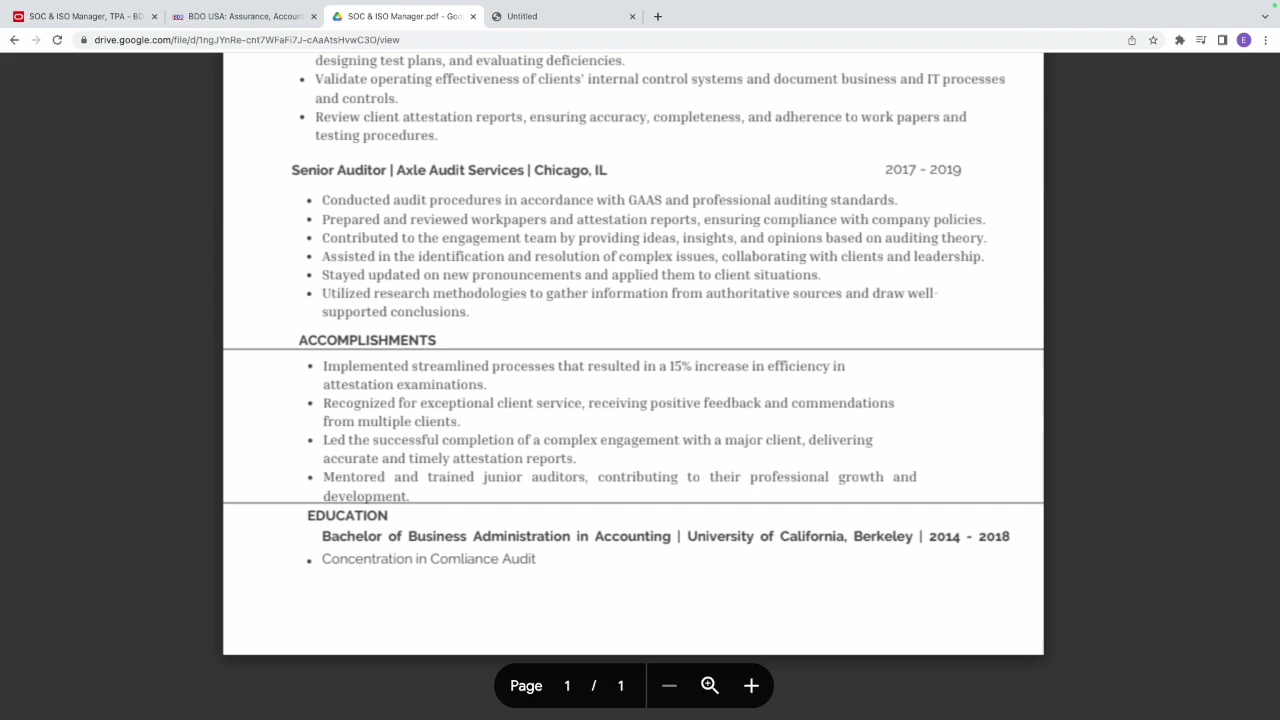 SOC & ISO Manager, TPA - BD
BDO USA: Assurance, Accoun
SOC & ISO Manager.pdf - Goo
Untitled
drive.google.com/file/d/1ngJYnRe-cnt7WFaFi7J-cAaAtsHvwC3O/view
E
designing test plans, and evaluating deficiencies.
• Validate operating effectiveness of clients' internal control systems and document business and IT processes
and controls.
• Review client attestation reports, ensuring accuracy, completeness, and adherence to work papers and
testing procedures.
Senior Auditor | Axle Audit Services | Chicago, IL 2017 - 2019
• Conducted audit procedures in accordance with GAAS and professional auditing standards.
• Prepared and reviewed workpapers and attestation reports, ensuring compliance with company policies.
• Contributed to the engagement team by providing ideas, insights, and opinions based on auditing theory.
• Assisted in the identification and resolution of complex issues, collaborating with clients and leadership.
• Stayed updated on new pronouncements and applied them to client situations.
• Utilized research methodologies to gather information from authoritative sources and draw well-
supported conclusions.
ACCOMPLISHMENTS
• Implemented streamlined processes that resulted in a 15% increase in efficiency in
attestation examinations.
• Recognized for exceptional client service, receiving positive feedback and commendations
from multiple clients.
• Led the successful completion of a complex engagement with a major client, delivering
accurate and timely attestation reports.
• Mentored and trained junior auditors, contributing to their professional growth and
development.
EDUCATION
Bachelor of Business Administration in Accounting | University of California, Berkeley | 2014 - 2018
• Concentration in Comliance Audit
Page 1 / 1